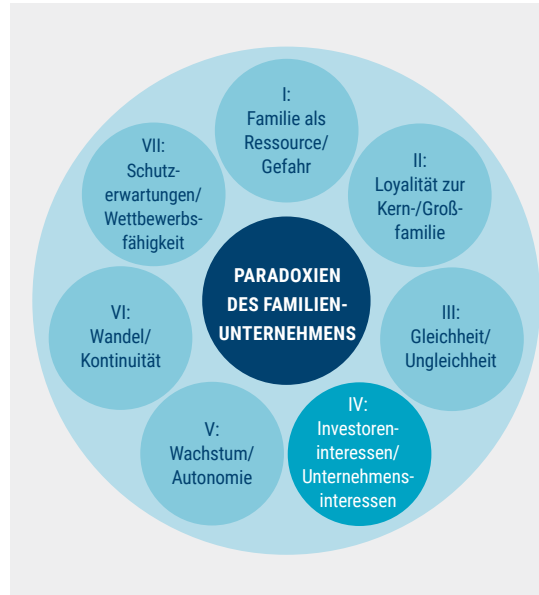 PARADOXIEN
DES FAMILIEN-
UNTERNEHMENS
I:
Familie als
Ressource/
Gefahr
II:
Loyalität zur
Kern-/Groß-
familie
III:
Gleichheit/
Ungleichheit
IV:
Investoren-
interessen/
Unternehmens-
interessen
V:
Wachstum/
Autonomie
VI:
Wandel/
Kontinuität
VII:
Schutz-
erwartungen/
Wettbewerbs-
fähigkeit